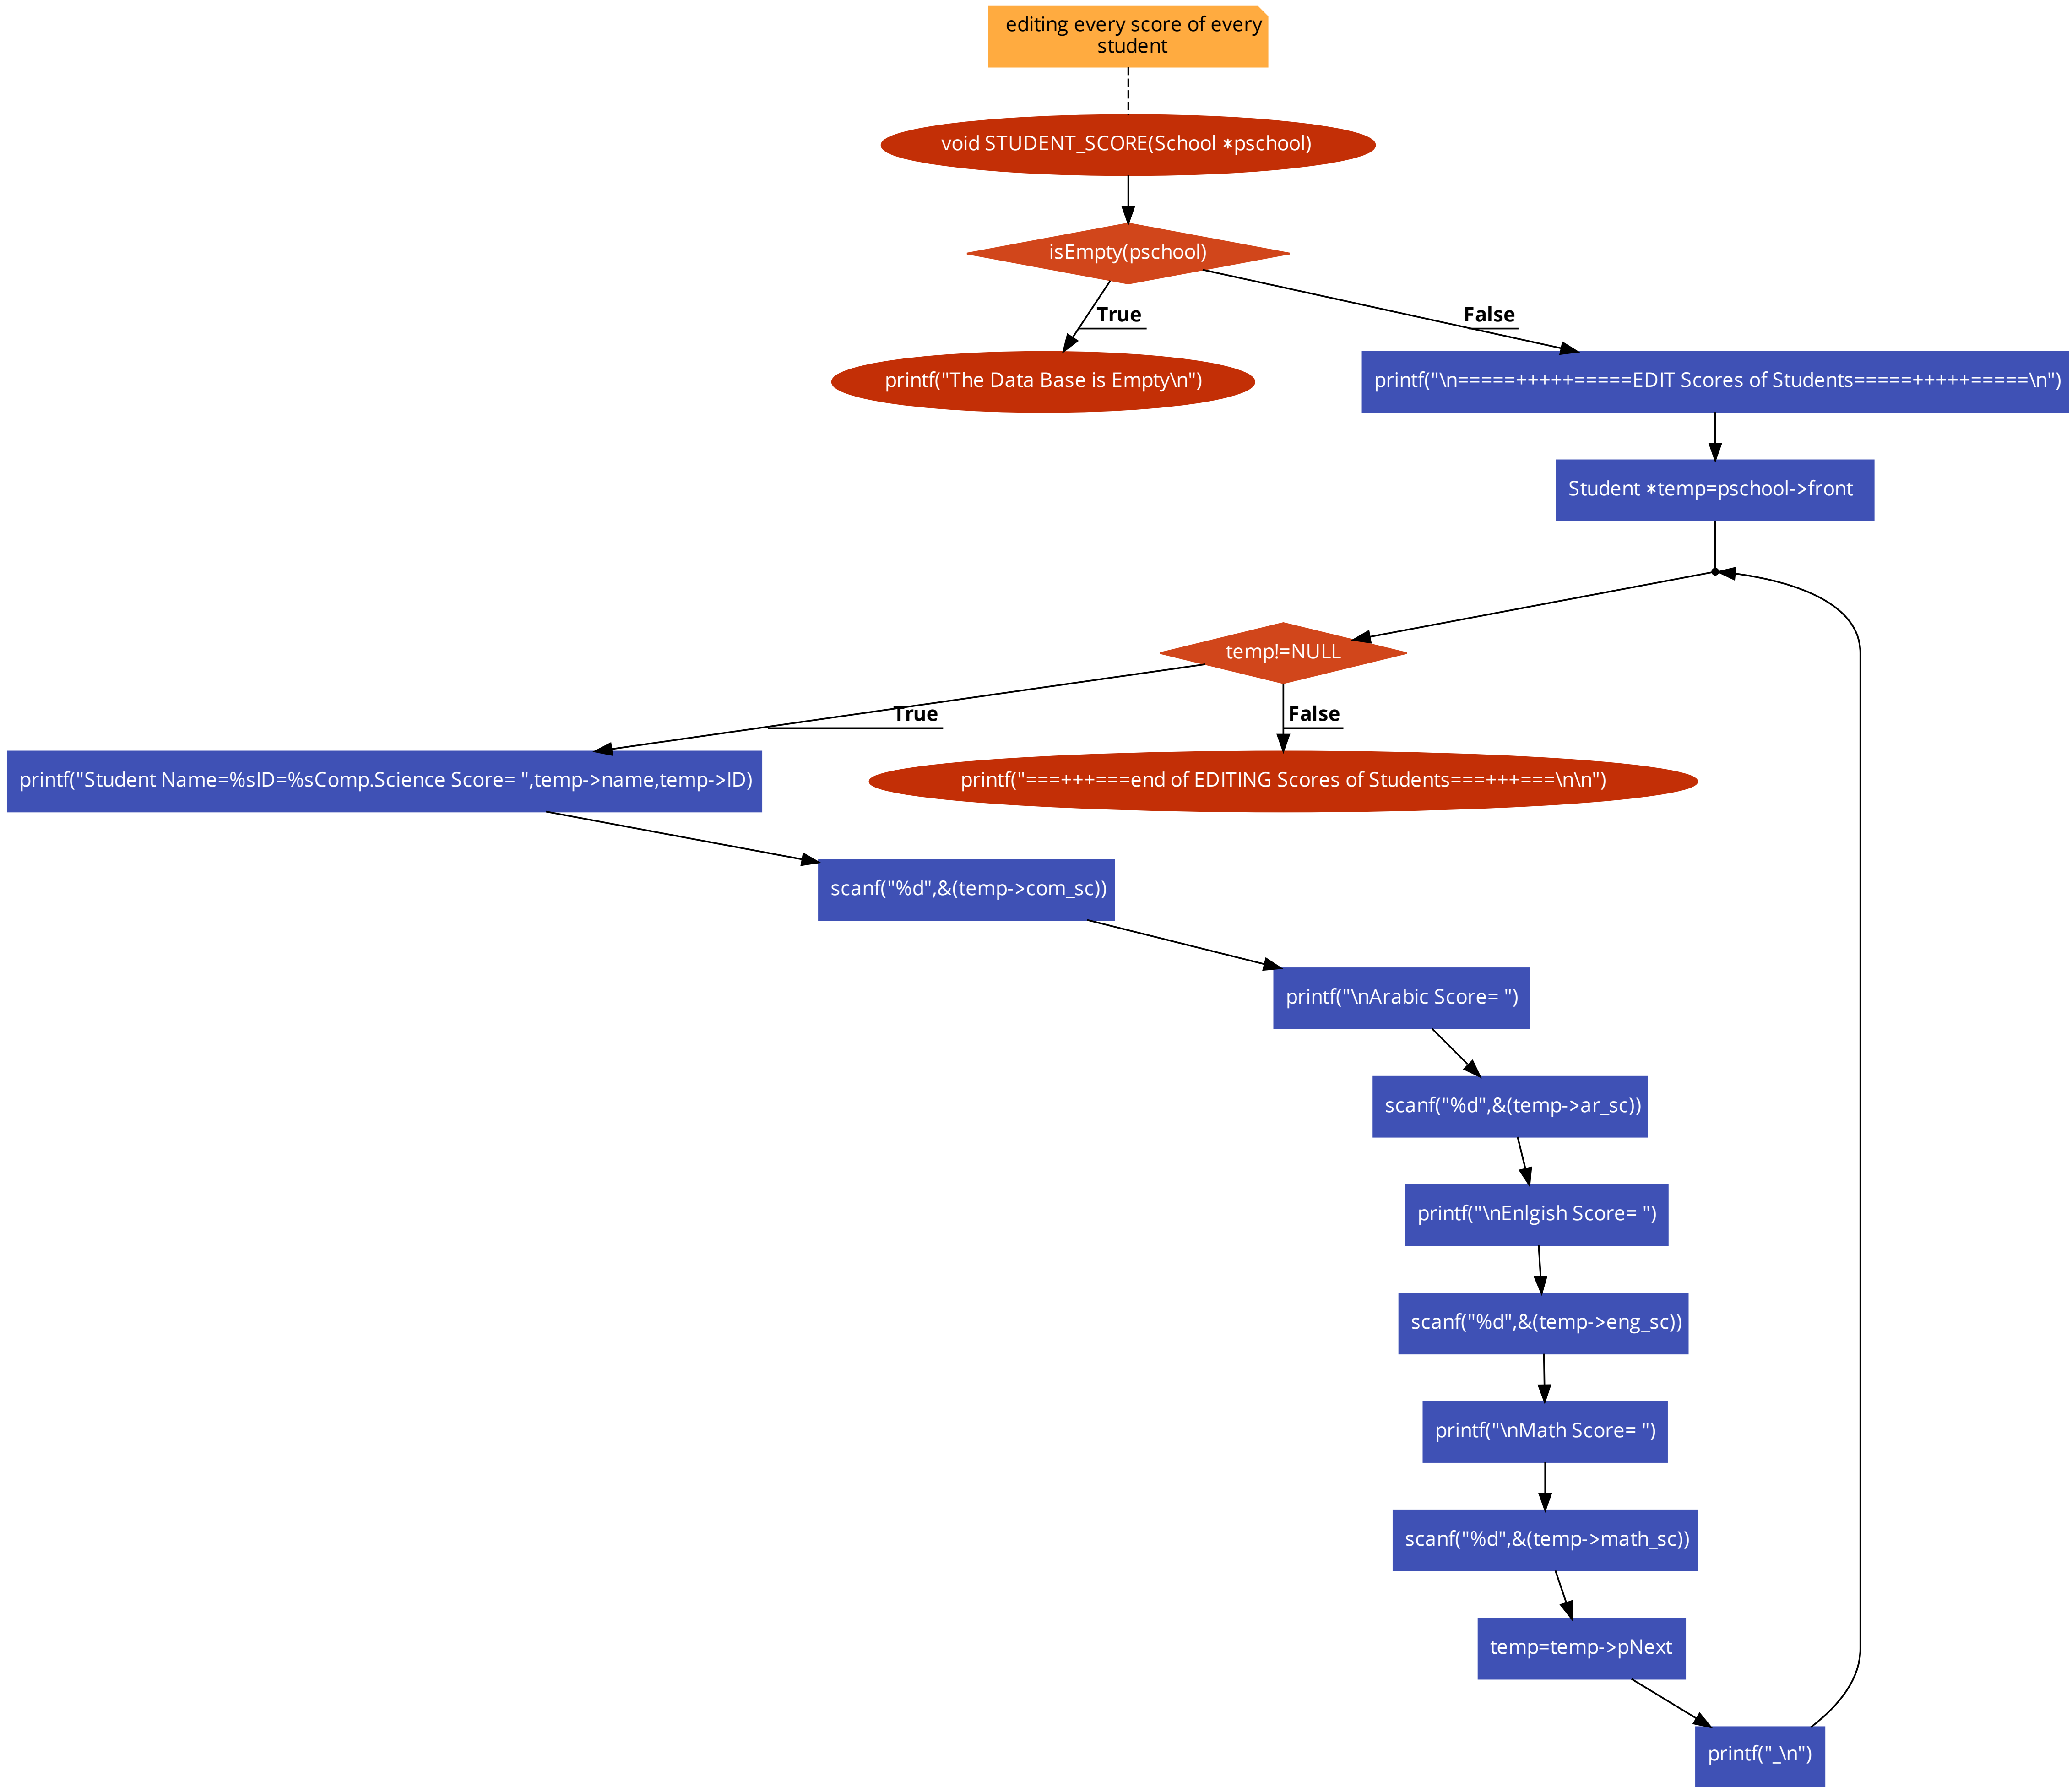 editing every score of every
student
void STUDENT_SCORE(School *pschool)
isEmpty(pschool)
True
False
printf("The Data Base is Empty\n")
printf("\n=====+++++=====EDIT Scores of Students=====+++++=====\n")
Student *temp=pschool->front
temp!=NULL
True
False
printf("Student Name=%sID=%sComp.Science Score= ",temp->name,temp->ID)
printf("===+++===end of EDITING Scores of Students===+++===\n\n")
scanf("%d",&(temp->com_sc))
printf("\nArabic Score= ")
scanf("%d",&(temp->ar_sc))
printf("\nEnlgish Score= ")
scanf("%d",&(temp->eng_sc))
printf("\nMath Score= ")
scanf("%d",&(temp->math_sc))
temp=temp->pNext
printf("_\n")